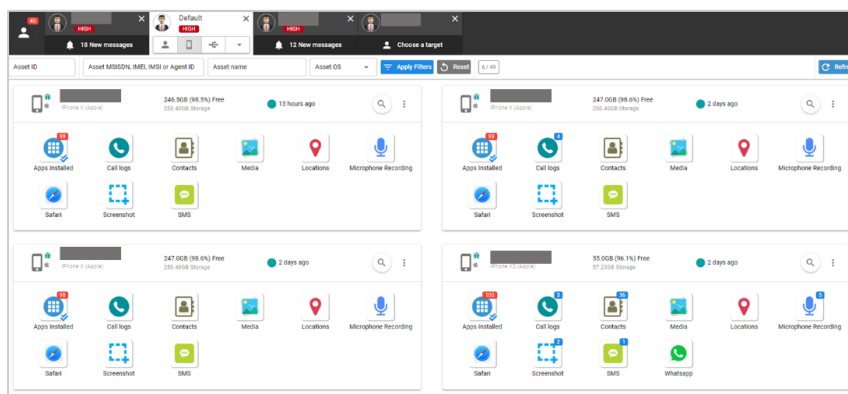 45
HIGH
18 New messages
Default
HIGH
HIGH
12 New messages
Choose a target
Asset ID
Asset MSISDN, IMEI, IMSI or Agent ID
Asset name
Asset OS
Apply Filters
Reset
6 / 49
Refre
iPhone X (Apple)
246.5GB (98.5%) Free
250.40GB Storage
13 hours ago
99
Apps Installed
Call logs
Contacts
Media
Locations
Microphone Recording
Safari
Screenshot
SMS
iPhone X (Apple)
247.0GB (98.6%) Free
250.40GB Storage
2 days ago
99
4
Apps Installed
Call logs
Contacts
Media
Locations
Microphone Recording
Safari
Screenshot
SMS
iPhone X (Apple)
247.0GB (98.6%) Free
250.40GB Storage
2 days ago
98
Apps Installed
Call logs
Contacts
Media
Locations
Microphone Recording
Safari
Screenshot
SMS
iPhone XS (Apple)
55.0GB (96.1%) Free
57.23GB Storage
2 days ago
100
3
36
5
Apps Installed
Call logs
Contacts
Media
Locations
Microphone Recording
2
1
Safari
Screenshot
SMS
Whatsapp